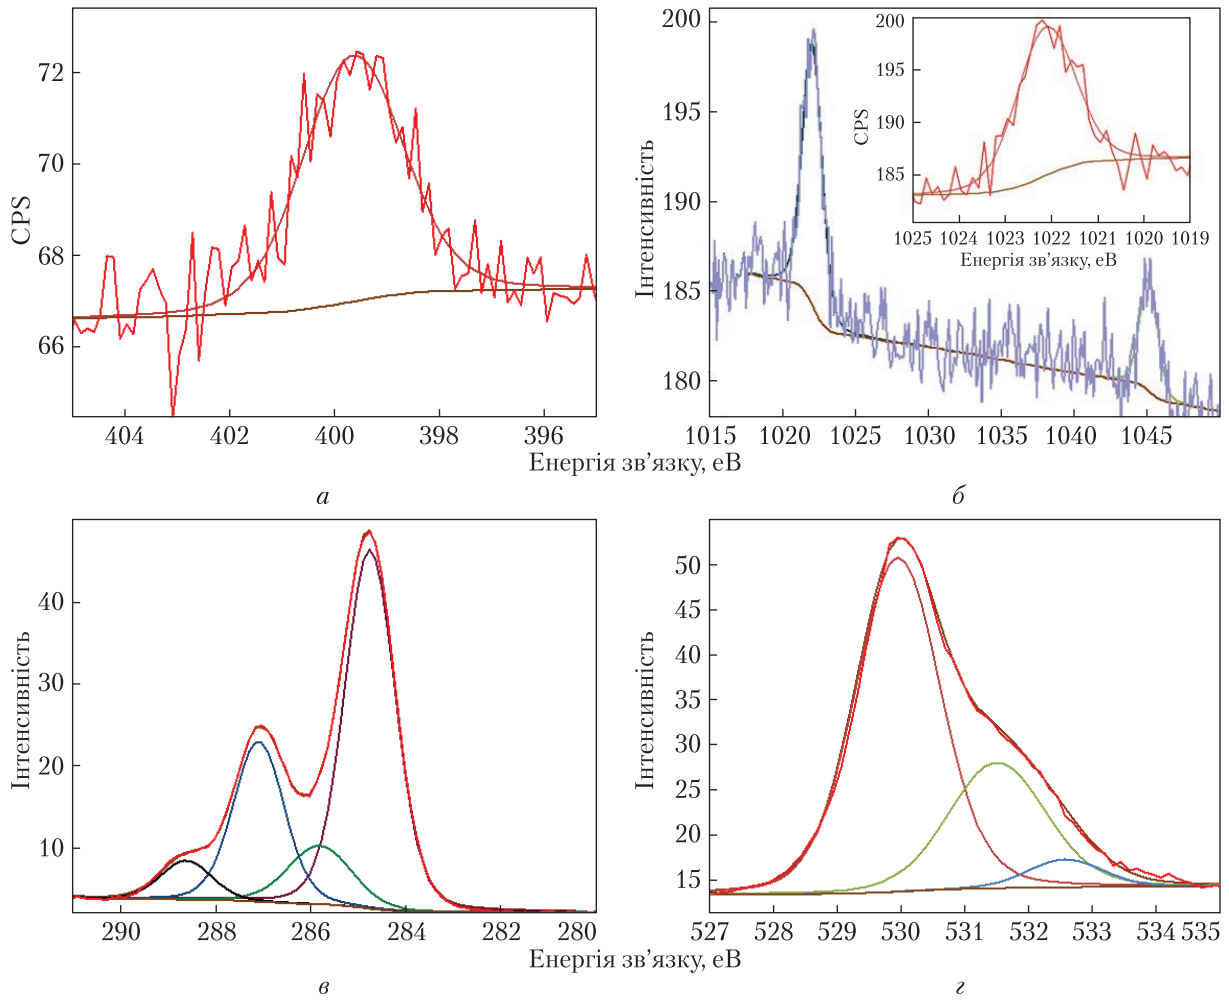 CPS
72
70
68
66
404 402 400 398 396
200
195
190
185
180
Інтенсивність
1015 1020 1025 1030 1035 1040 1045
200
195
190
185
CPS
1025 1024 1023 1022 1021 1020 1019
Енергія зв'язку, еВ
Енергія зв'язку, еВ
а
б
40
30
20
10
Інтенсивність
290 288 286 284 282 280
50
45
40
35
30
25
20
15
Інтенсивність
527 528 529 530 531 532 533 534 535
Енергія зв'язку, еВ
в
г